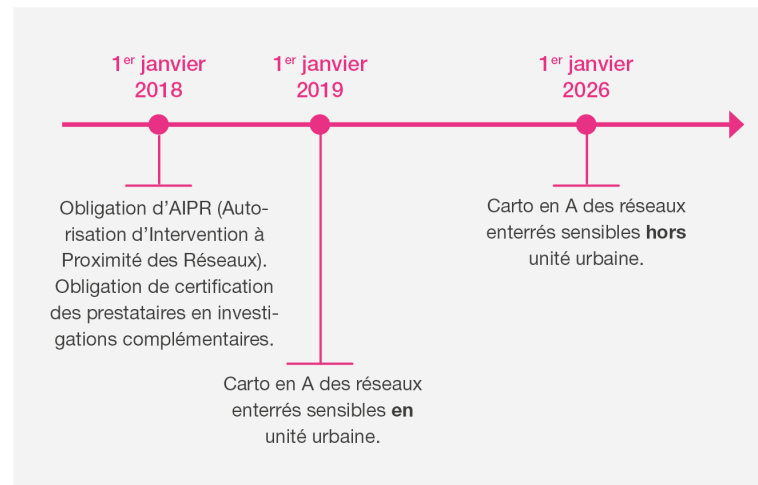 1er janvier
2018
1er janvier
2019
1er janvier
2026
Obligation d’AIPR (Auto-
risation d’Intervention à
Proximité des Réseaux).
Obligation de certification
des prestataires en investi-
gations complémentaires.
Carto en A des réseaux
enterrés sensibles en
unité urbaine.
Carto en A des réseaux
enterrés sensibles hors
unité urbaine.